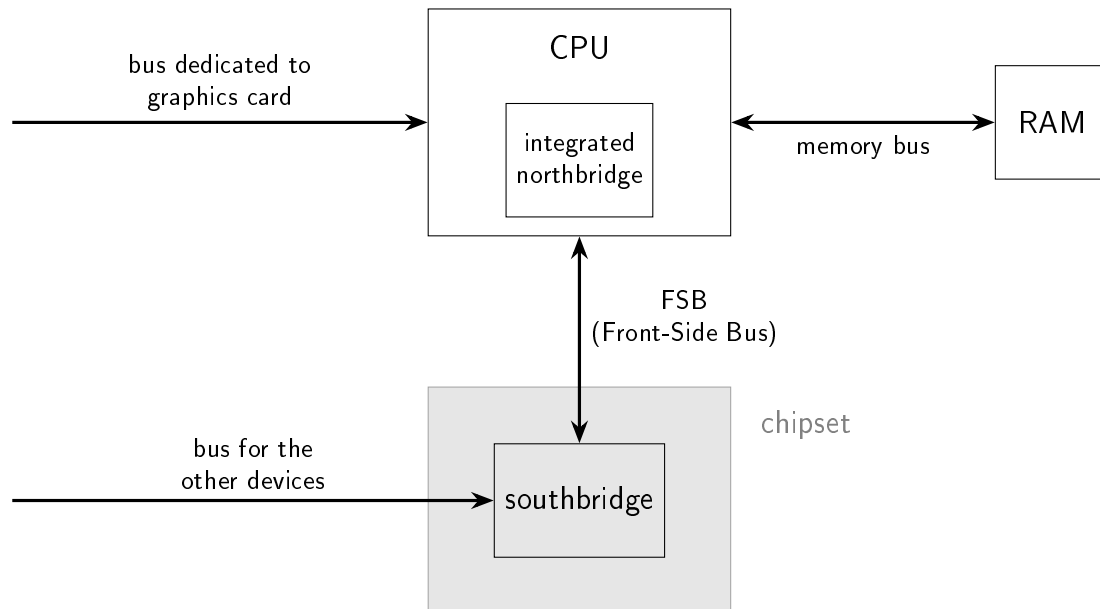 bus dedicated to
graphics card
CPU
integrated
northbridge
memory bus
RAM
FSB
(Front-Side Bus)
chipset
bus for the
other devices
southbridge